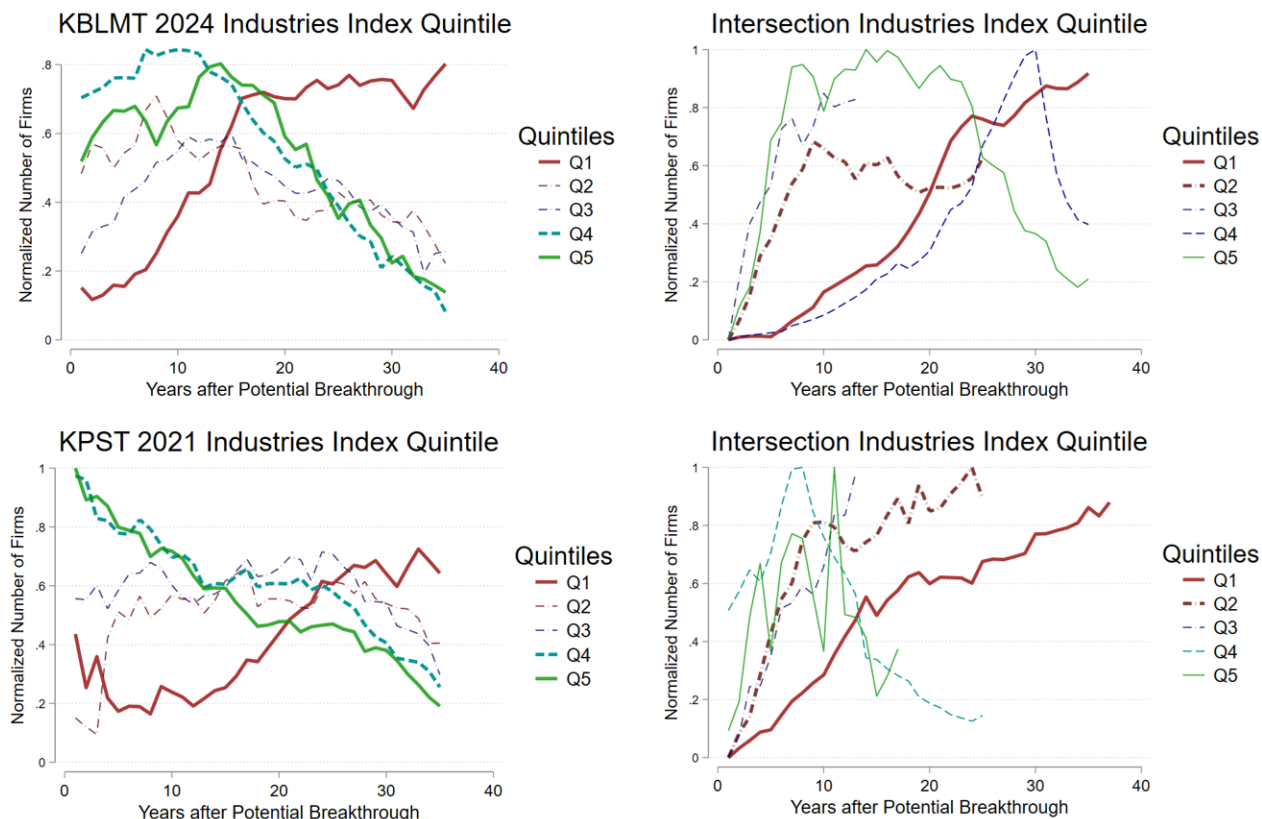 KBLMT 2024 Industries Index Quintile
Normalized Number of Firms
.8
.6
.4
.2
0
0 10 20 30 40
Years after Potential Breakthrough
Quintiles
Q1
Q2
Q3
Q4
Q5
Intersection Industries Index Quintile
Normalized Number of Firms
1
.8
.6
.4
.2
0
0 10 20 30 40
Years after Potential Breakthrough
Quintiles
Q1
Q2
Q3
Q4
Q5
KPST 2021 Industries Index Quintile
Normalized Number of Firms
1
.8
.6
.4
.2
0
0 10 20 30 40
Years after Potential Breakthrough
Quintiles
Q1
Q2
Q3
Q4
Q5
Intersection Industries Index Quintile
Normalized Number of Firms
1
.8
.6
.4
.2
0
0 10 20 30 40
Years after Potential Breakthrough
Quintiles
Q1
Q2
Q3
Q4
Q5